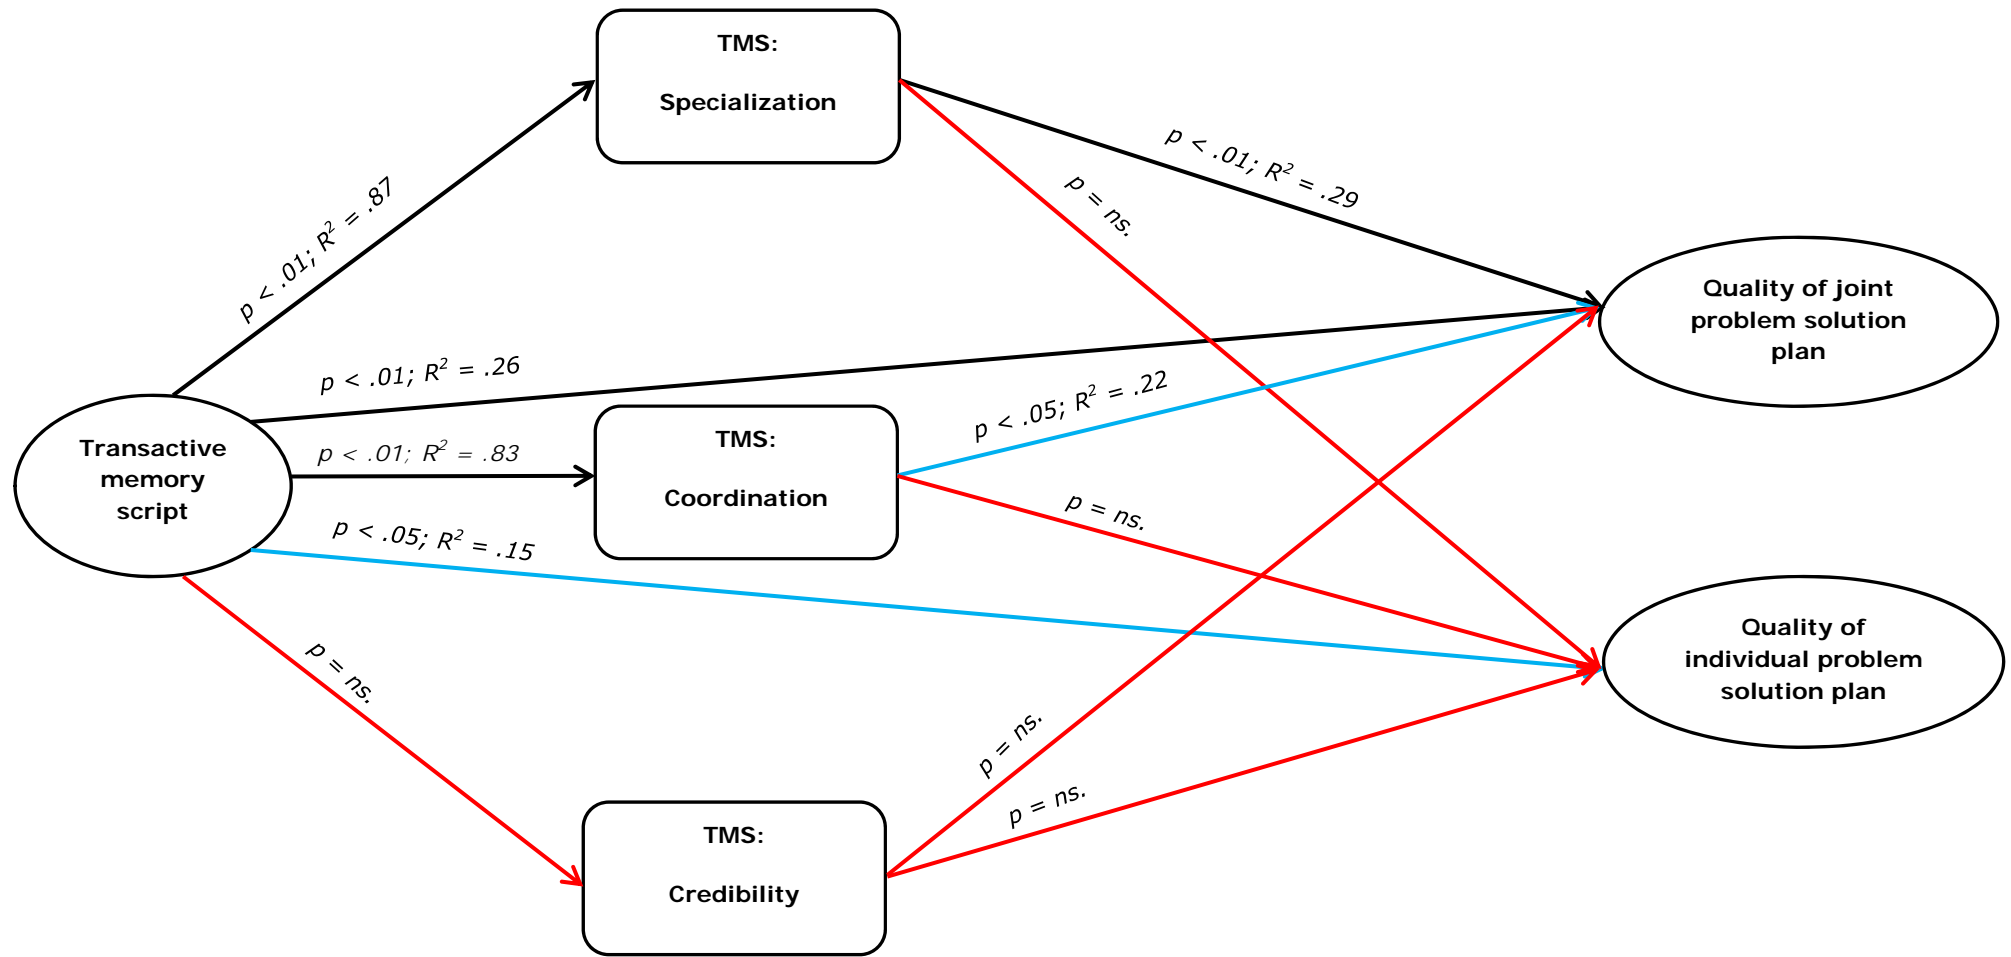 TMS:
Specialization
p < .01; R² = .87
p < .01; R² = .29
p = ns.
Quality of joint
problem solution
plan
p < .01; R² = .26
p < .05; R² = .22
TMS:
Coordination
Transactive
memory
script
p < .01; R² = .83
p = ns.
p < .05; R² = .15
Quality of
individual problem
solution plan
p = ns.
p = ns.
p = ns.
TMS:
Credibility